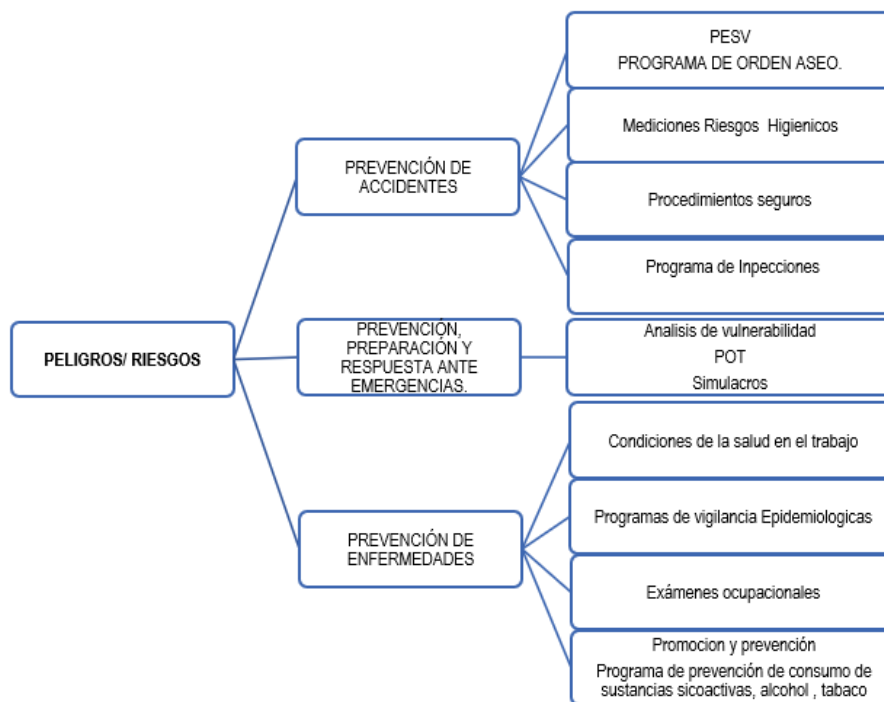 PELIGROS/ RIESGOS
PREVENCIÓN DE
ACCIDENTES
PESV
PROGRAMA DE ORDEN ASEO.
Mediciones Riesgos Higienicos
Procedimientos seguros
Programa de Inpecciones
PREVENCIÓN,
PREPARACIÓN Y
RESPUESTA ANTE
EMERGENCIAS.
Analisis de vulnerabilidad
POT
Simulacros
PREVENCIÓN DE
ENFERMEDADES
Condiciones de la salud en el trabajo
Programas de vigilancia Epidemiologicas
Exámenes ocupacionales
Promocion y prevención
Programa de prevención de consumo de
sustancias sicoactivas, alcohol , tabaco